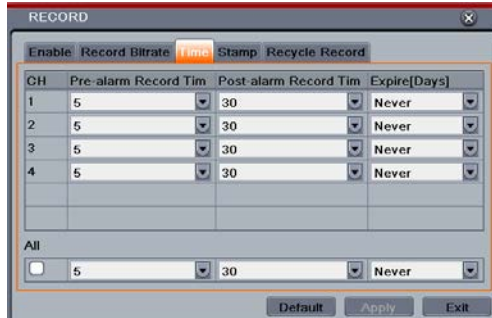 RECORD
Enable Record Bitrate Time Stamp Recycle Record
CH Pre-alarm Record Tim Post-alarm Record Tim Expire[Days]
1 5 30 Never
2 5 30 Never
3 5 30 Never
4 5 30 Never
All
5 30 Never
Default Apply Exit